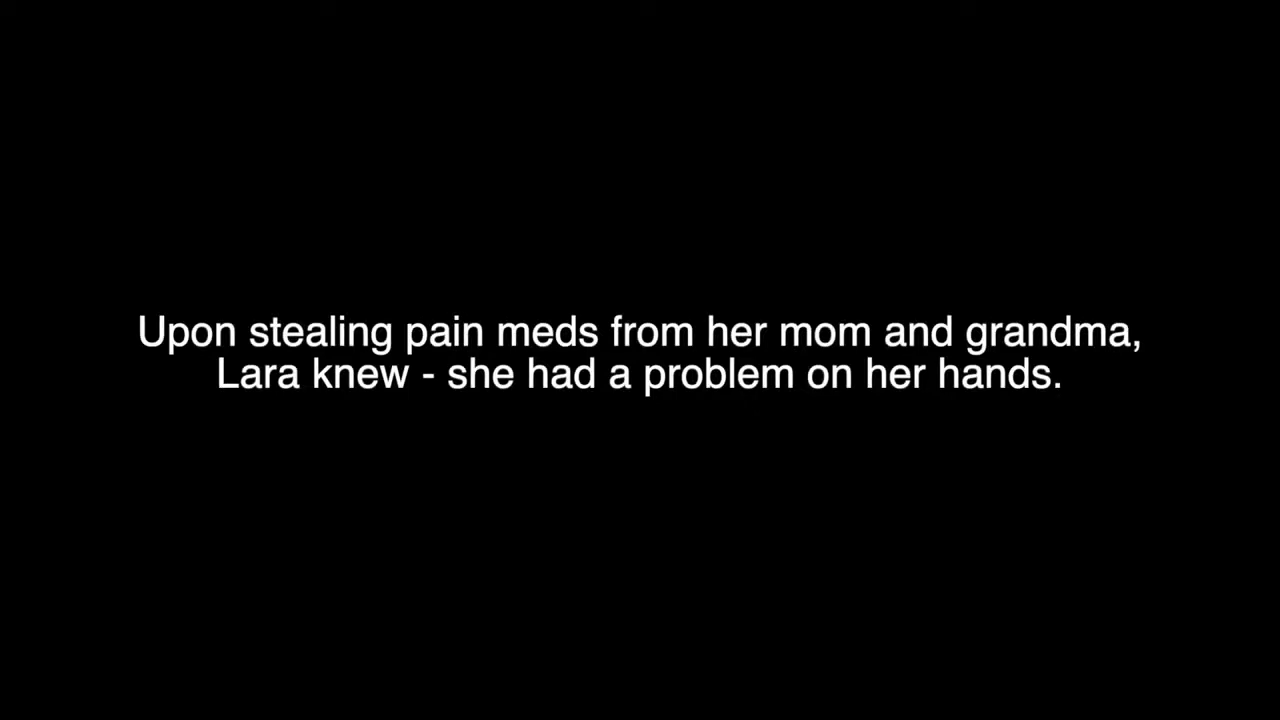 Upon stealing pain meds from her mom and grandma,
Lara knew - she had a problem on her hands.